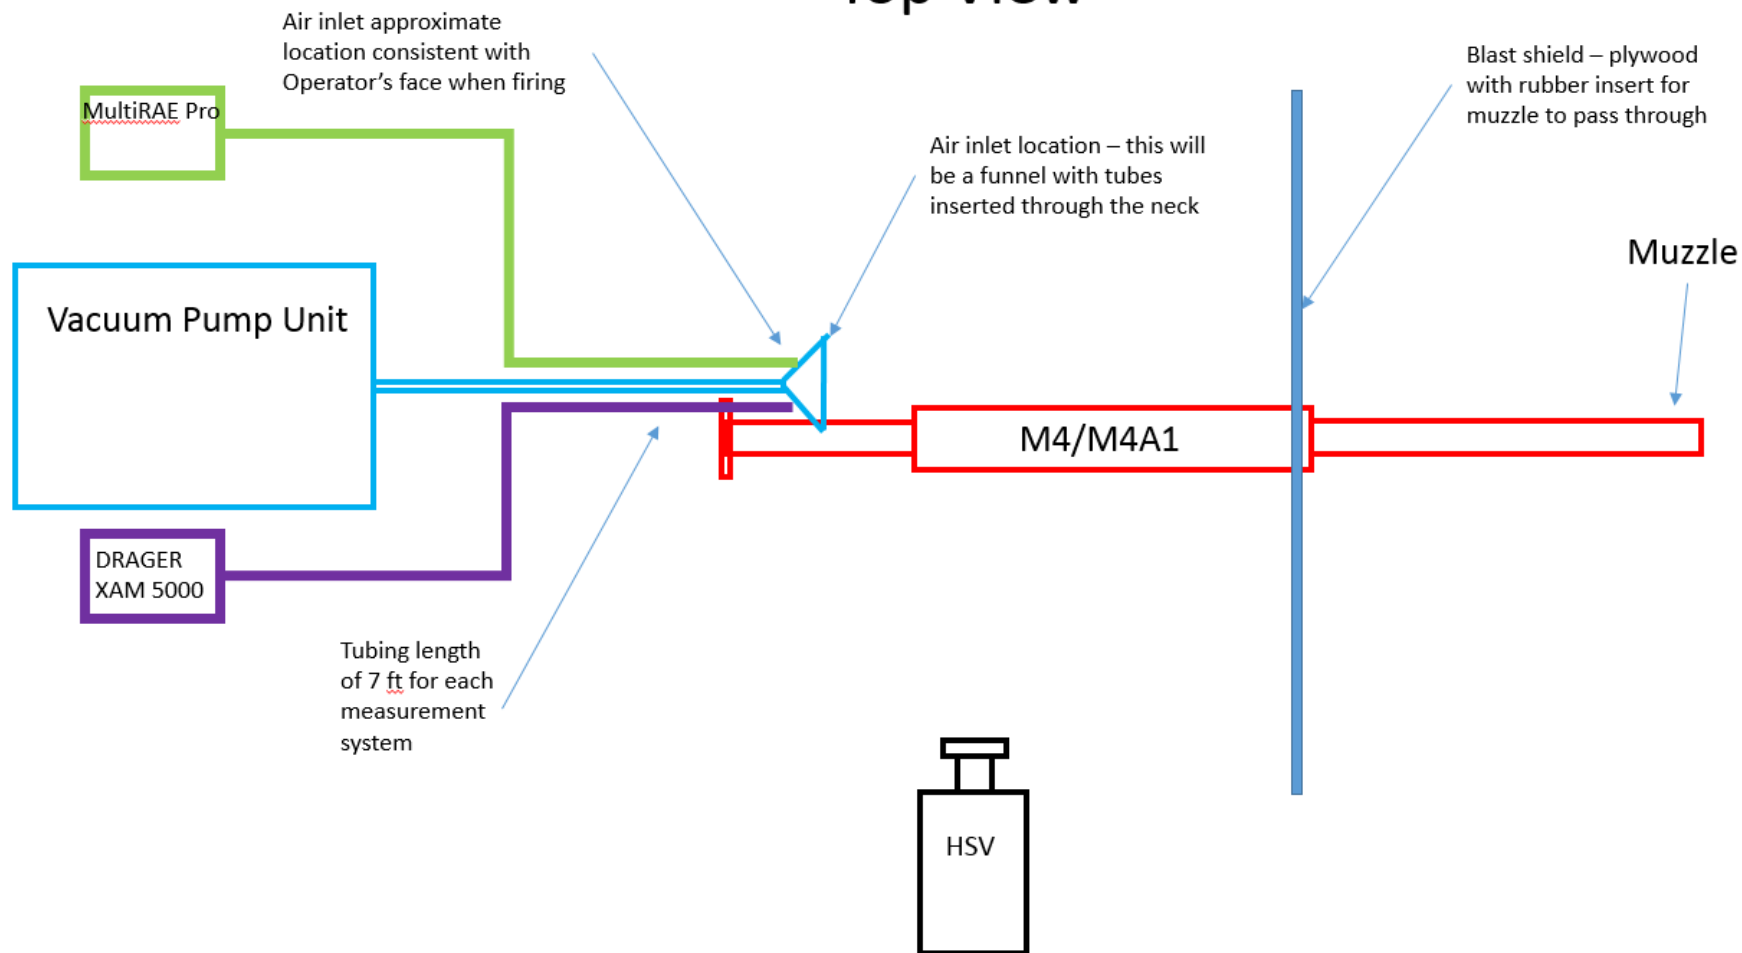 Top View
Air inlet approximate
location consistent with
Operator’s face when firing
Blast shield – plywood
with rubber insert for
muzzle to pass through
MultiRAE Pro
Air inlet location – this will
be a funnel with tubes
inserted through the neck
Muzzle
Vacuum Pump Unit
M4/M4A1
DRAGER
XAM 5000
Tubing length
of 7 ft for each
measurement
system
HSV